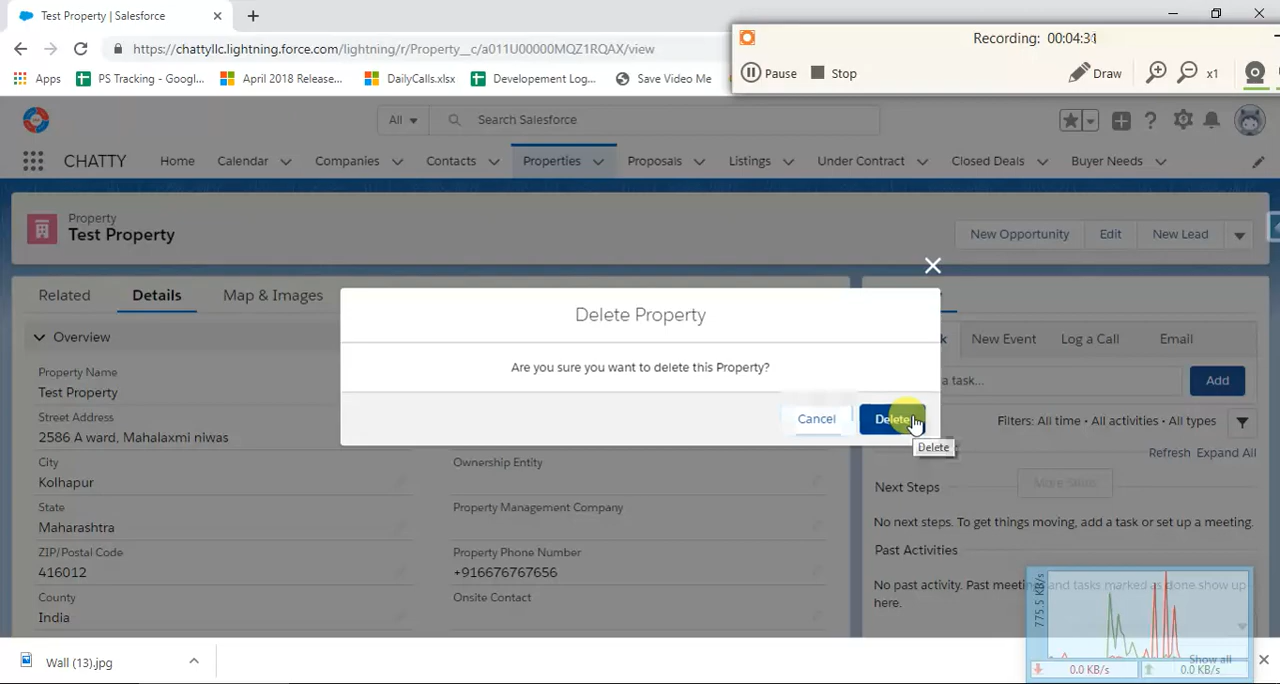 Test Property | Salesforce
https://chattyllc.lightning.force.com/lightning/r/Property__c/a011U00000MQZ1RQAX/view
Recording: 00:04:31
Apps PS Tracking - Googl... April 2018 Release... DailyCalls.xlsx Developement Log... Save Video Me
Pause Stop Draw x1
All Search Salesforce
CHATTY Home Calendar Companies Contacts Properties Proposals Listings Under Contract Closed Deals Buyer Needs
Property
Test Property
New Opportunity Edit New Lead
Related Details Map & Images
Delete Property
Are you sure you want to delete this Property?
Cancel Delete
Delete
Overview
Property Name
Test Property
Street Address
2586 A ward, Mahalaxmi niwas
City
Kolhapur
State
Maharashtra
ZIP/Postal Code
416012
County
India
Ownership Entity
Property Management Company
Property Phone Number
+916676767656
Onsite Contact
New Event Log a Call Email
a task... Add
Filters: All time • All activities • All types
Refresh Expand All
Next Steps More Steps
No next steps. To get things moving, add a task or set up a meeting.
Past Activities
No past activity. Past meetings and tasks marked as done show up
here.
775.5 KB/s
0.0 KB/s 0.0 KB/s
Wall (13).jpg
Show all